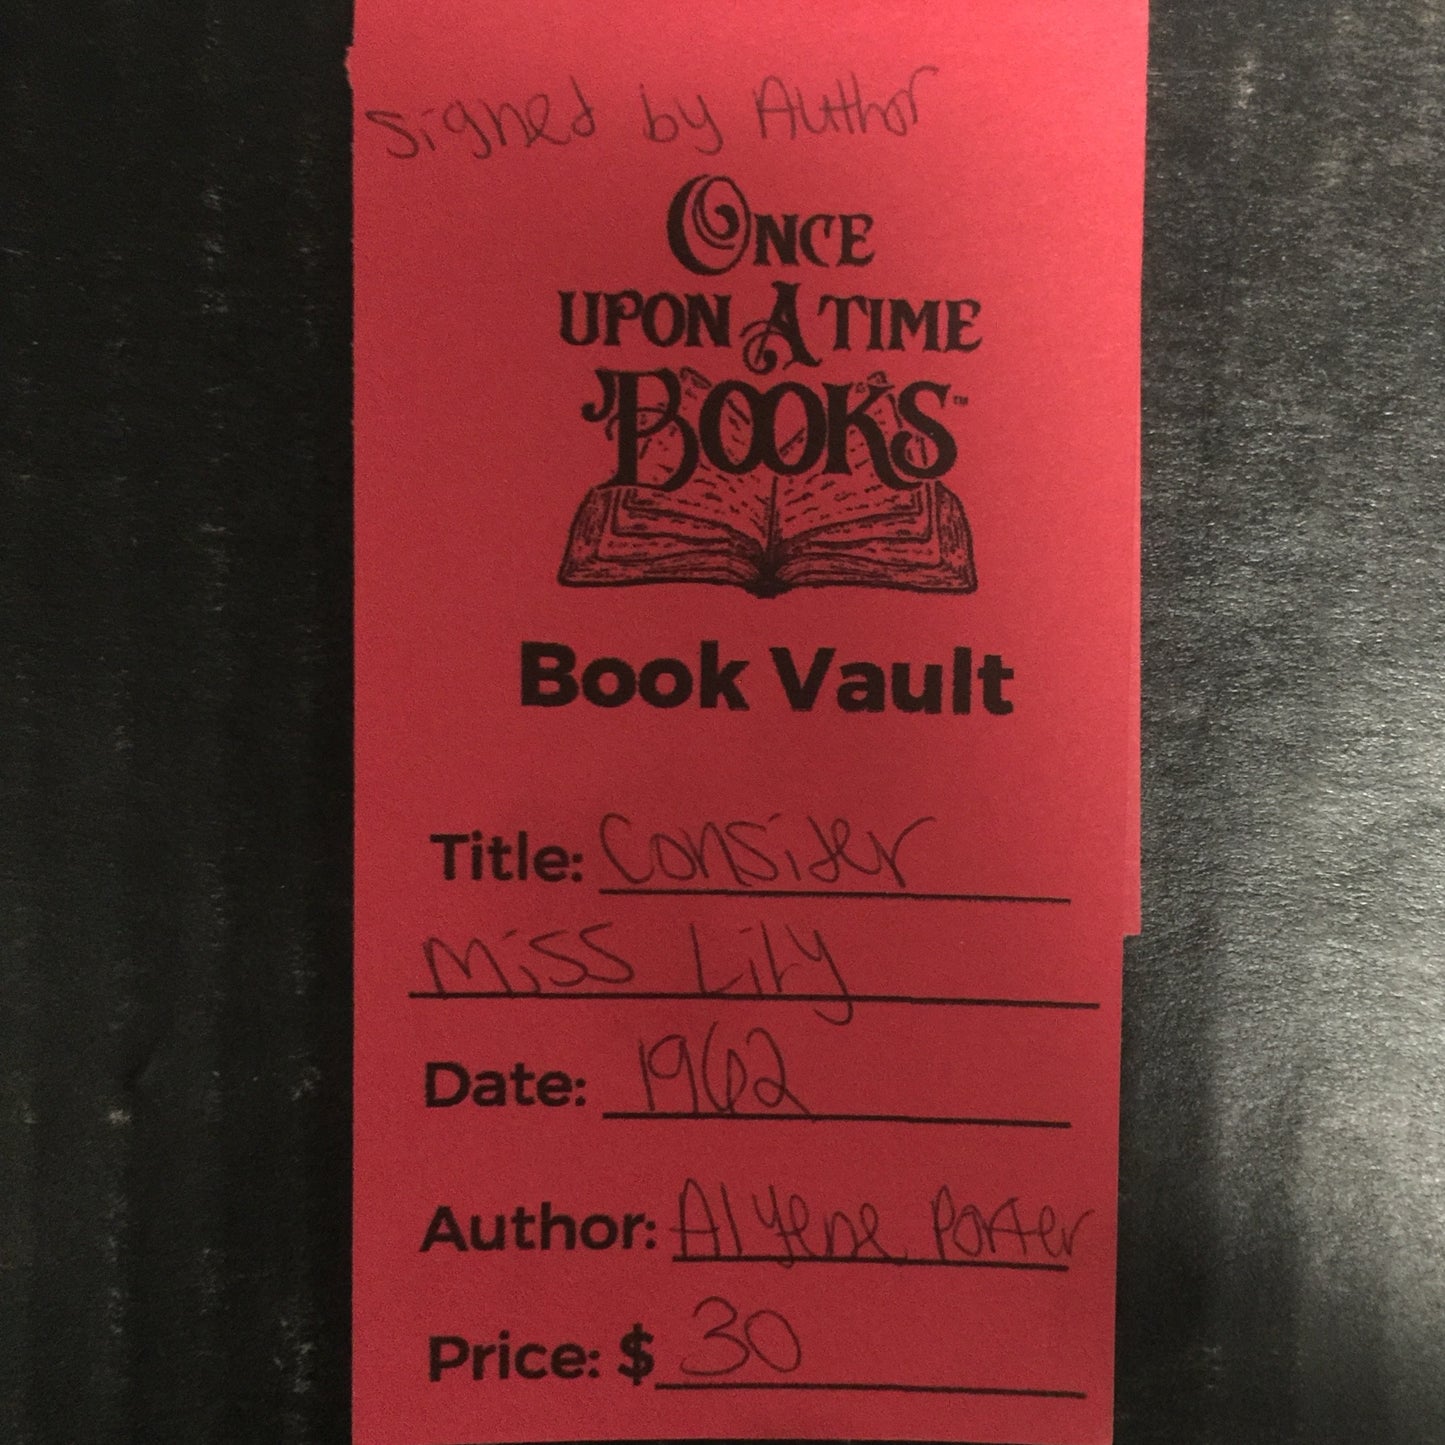 Signed by Author
ONCE
UPON A TIME
BOOKS™
Book Vault
Title: Consider
Miss Lily
Date: 1962
Author: Alyene Porter
Price: $ 30